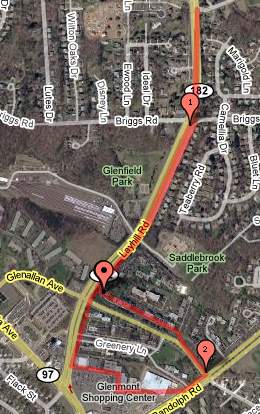 Lutes Dr
Wilton Oaks Dr
Disney Ln
Elwood Ln
Ideal Dr
Marigold Ln
182
1
Briggs Rd
Briggs
Briggs Rd
Camelia Dr
Bluet Ln
Glenfield
Park
Teaberry Rd
Layhill Rd
Saddlebrook
Park
Glenallan Ave
Ave
Greenery Ln
2
97
Flack St
Glenmont
Shopping Center
Randolph Rd